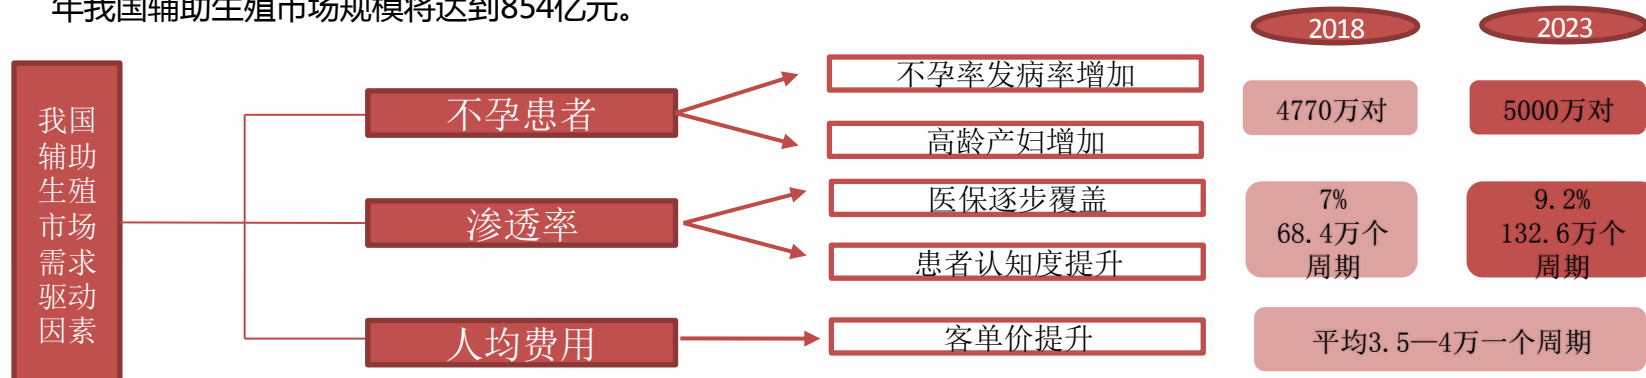 年我国辅助生殖市场规模将达到854亿元。
2018
2023
我国
辅助
生殖
市场
需求
驱动
因素
不孕患者
不孕率发病率增加
高龄产妇增加
4770万对
5000万对
渗透率
医保逐步覆盖
患者认知度提升
7%
68.4万个
周期
9.2%
132.6万个
周期
人均费用
客单价提升
平均3.5—4万一个周期